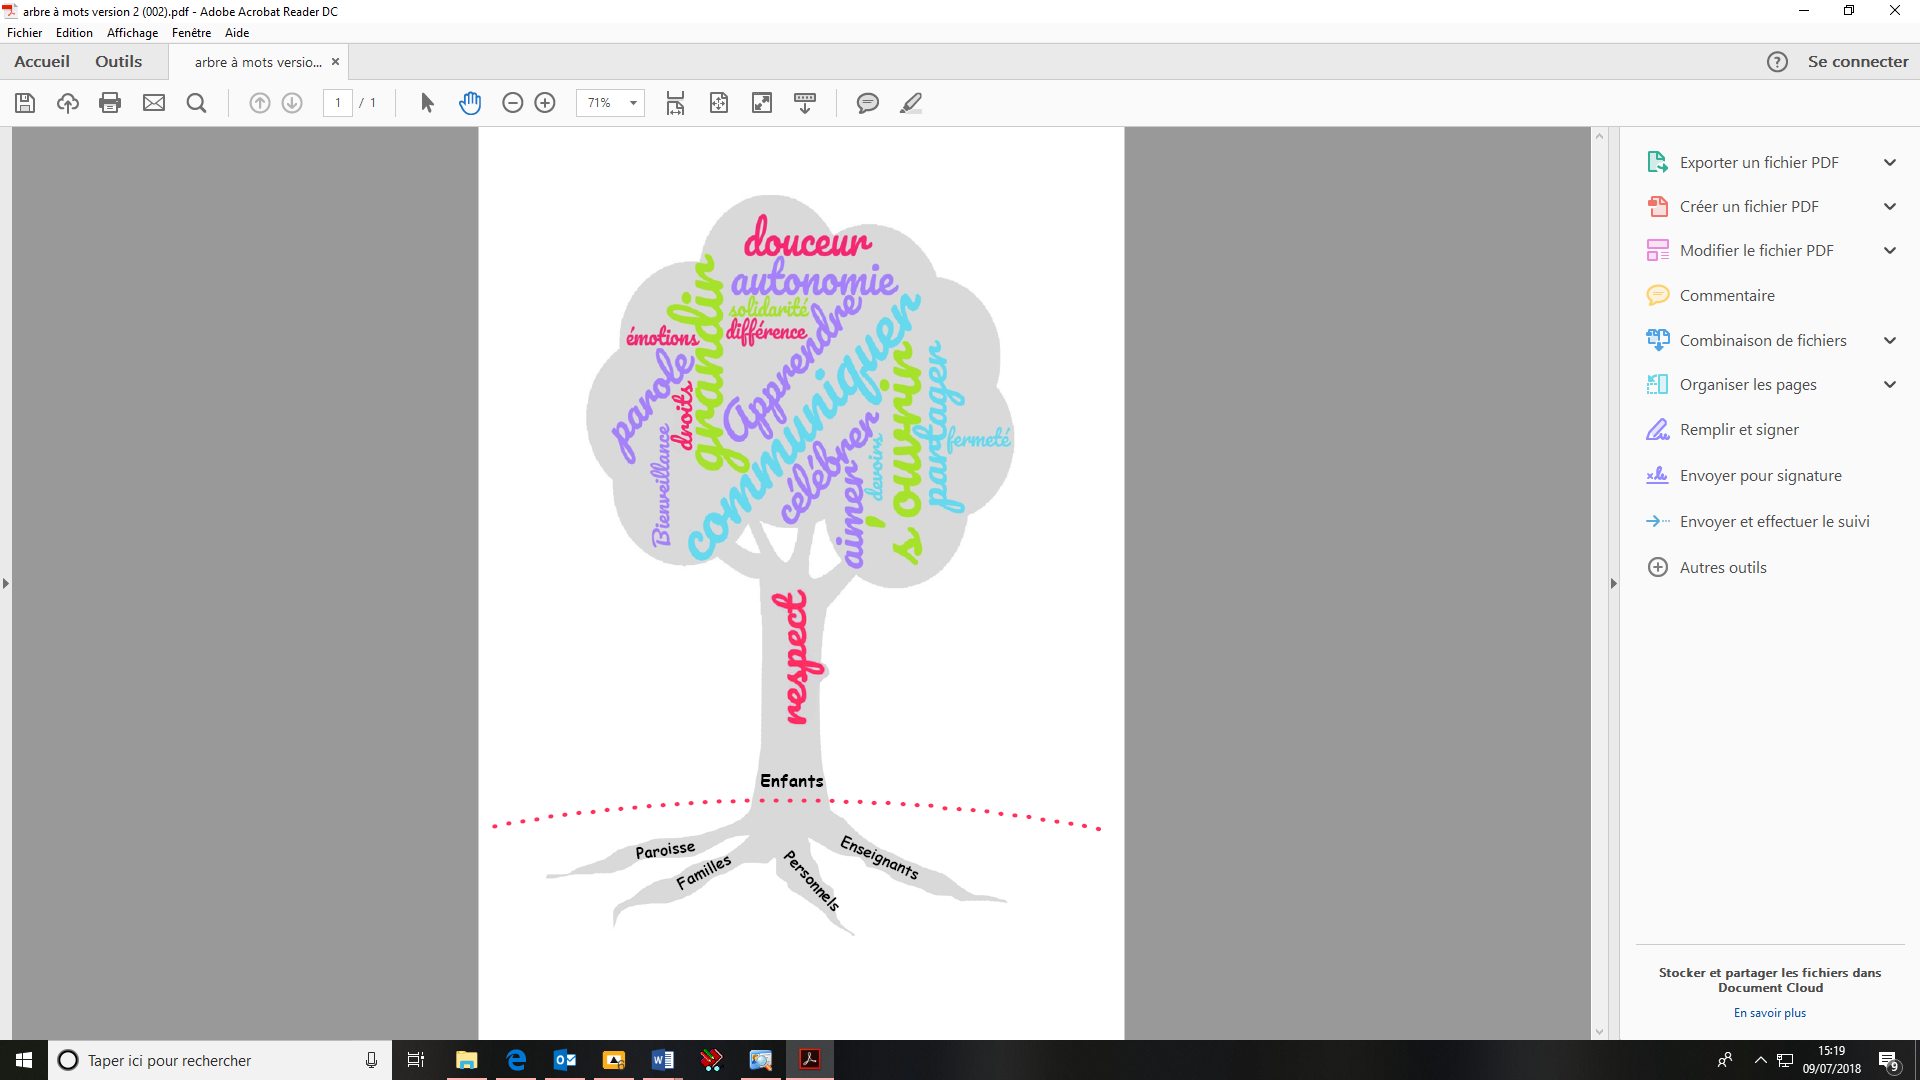 arbre à mots version 2 (002).pdf - Adobe Acrobat Reader DC
Fichier Edition Affichage Fenêtre Aide
Accueil Outils arbre à mots versio... × Se connecter
1 / 1 71%
douceur
autonomie
solidarité
différence
émotions
grandir
Apprendre
parole
droits
Bienveillance
communiquer
célébrer
aimer
devoirs
s'ouvrir
partager
fermeté
respect
Enfants
Paroisse
Familles
Personnels
Enseignants
Exporter un fichier PDF
Créer un fichier PDF
Modifier le fichier PDF
Commentaire
Combinaison de fichiers
Organiser les pages
Remplir et signer
Envoyer pour signature
Envoyer et effectuer le suivi
Autres outils
Stocker et partager les fichiers dans
Document Cloud
En savoir plus
Taper ici pour rechercher
15:19
09/07/2018
9